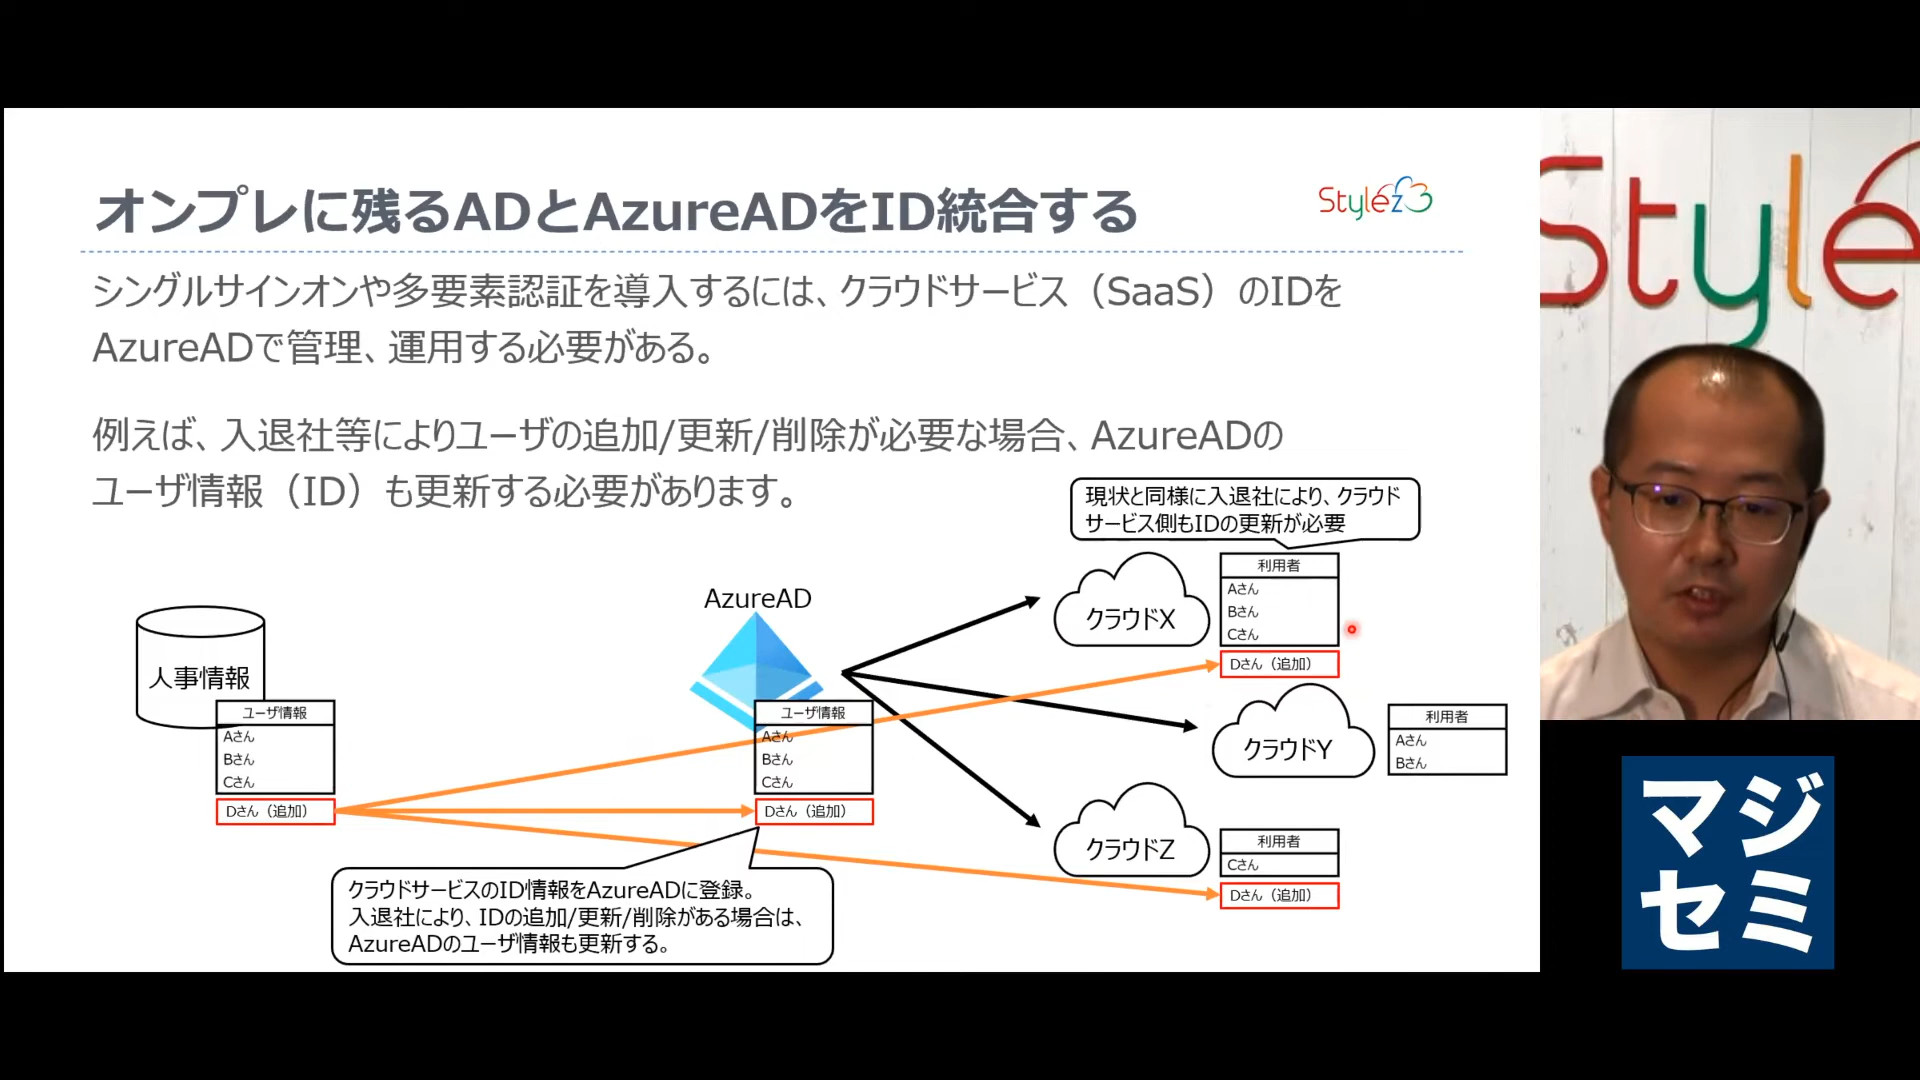 オンプレに残るADとAzureADをID統合する
Stylez
シングルサインオンや多要素認証を導入するには、クラウドサービス（SaaS）のIDを
AzureADで管理、運用する必要がある。
例えば、入退社等によりユーザの追加/更新/削除が必要な場合、AzureADの
ユーザ情報（ID）も更新する必要があります。
現状と同様に入退社により、クラウド
サービス側もIDの更新が必要
人事情報
ユーザ情報
Aさん
Bさん
Cさん
Dさん（追加）
AzureAD
ユーザ情報
Aさん
Bさん
Cさん
Dさん（追加）
クラウドX
利用者
Aさん
Bさん
Cさん
Dさん（追加）
クラウドY
利用者
Aさん
Bさん
クラウドZ
利用者
Cさん
Dさん（追加）
クラウドサービスのID情報をAzureADに登録。
入退社により、IDの追加/更新/削除がある場合は、
AzureADのユーザ情報も更新する。
Style
マジ
セミ